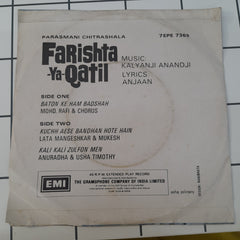 PARASMANI CHITRASHALA
FARISHTA
-YA-QATIL
MUSIC:
KALYANJI ANANDJI
LYRICS
ANJAAN
7EPE 7369
SIDE ONE
BATON KE HAM BADSHAH
MOHD. RAFI & CHORUS
SIDE TWO
KUCHH AESE BANDHAN HOTE HAIN
LATA MANGESHKAR & MUKESH
KALI KALI ZULFON MEN
ANURADHA & USHA TIMOTHY
EMI
45 R.P.M. EXTENDED PLAY RECORD
THE GRAMOPHONE COMPANY OF INDIA LIMITED